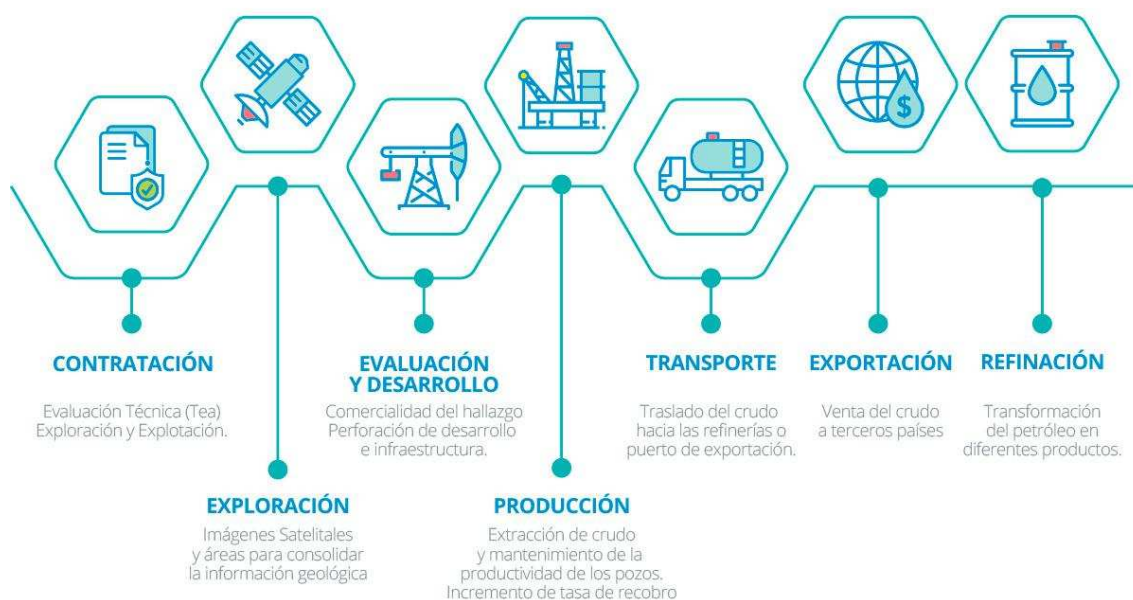 $
CONTRATACIÓN
Evaluación Técnica (Tea)
Exploración y Explotación.
EXPLORACIÓN
Imágenes Satelitales
y áreas para consolidar
la información geológica
EVALUACIÓN
Y DESARROLLO
Comercialidad del hallazgo
Perforación de desarrollo
e infraestructura.
PRODUCCIÓN
Extracción de crudo
y mantenimiento de la
productividad de los pozos.
Incremento de tasa de recobro
TRANSPORTE
Traslado del crudo
hacia las refinerías o
puerto de exportación.
EXPORTACIÓN
Venta del crudo
a terceros países
REFINACIÓN
Transformación
del petróleo en
diferentes productos.